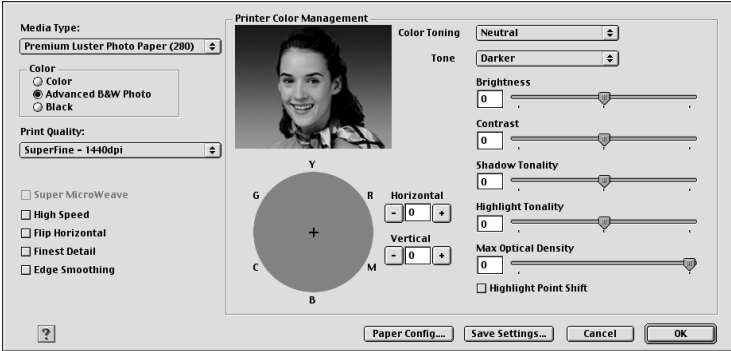 Media Type:
Premium Luster Photo Paper (280)
Color
Color
Advanced B&W Photo
Black
Print Quality:
SuperFine - 1440dpi
Super MicroWeave
High Speed
Flip Horizontal
Finest Detail
Edge Smoothing
Printer Color Management
Color Toning
Neutral
Tone
Darker
Brightness
0
Contrast
0
Shadow Tonality
0
Highlight Tonality
0
Max Optical Density
0
Highlight Point Shift
Y
G
R
C
M
B
Horizontal
- 0 +
Vertical
- 0 +
?
Paper Config....
Save Settings...
Cancel
OK